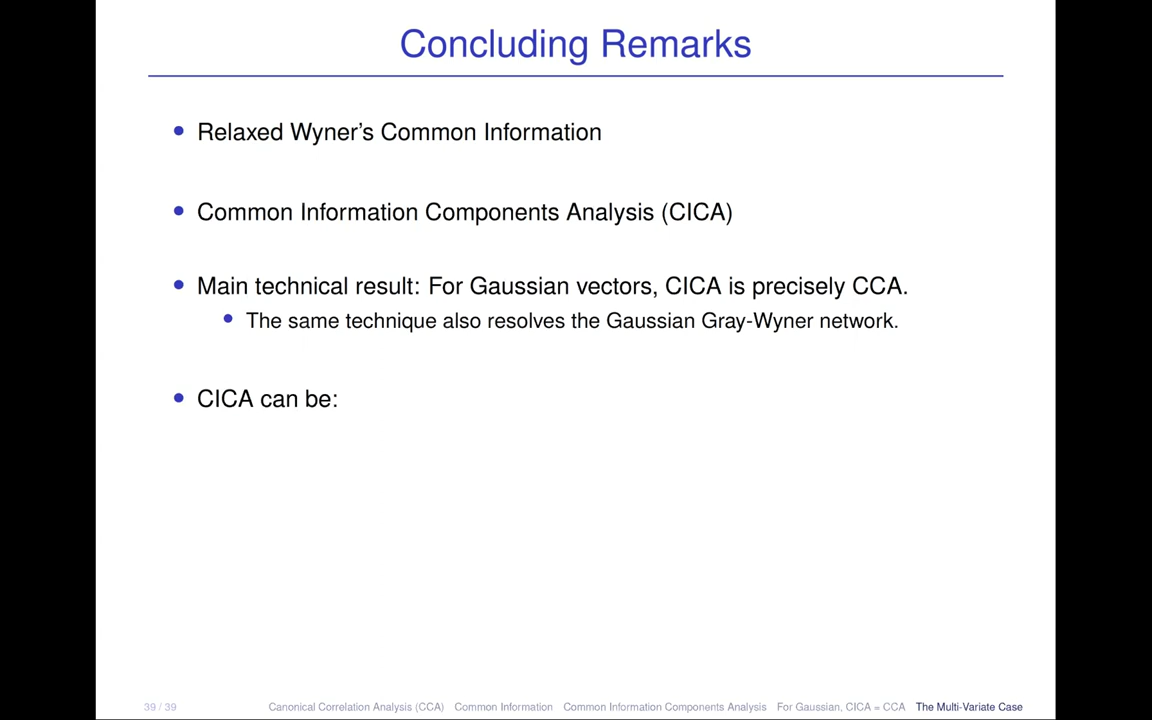 Concluding Remarks
• Relaxed Wyner's Common Information
• Common Information Components Analysis (CICA)
• Main technical result: For Gaussian vectors, CICA is precisely CCA.
• The same technique also resolves the Gaussian Gray-Wyner network.
• CICA can be:
39 / 39 Canonical Correlation Analysis (CCA) Common Information Common Information Components Analysis For Gaussian, CICA = CCA The Multi-Variate Case